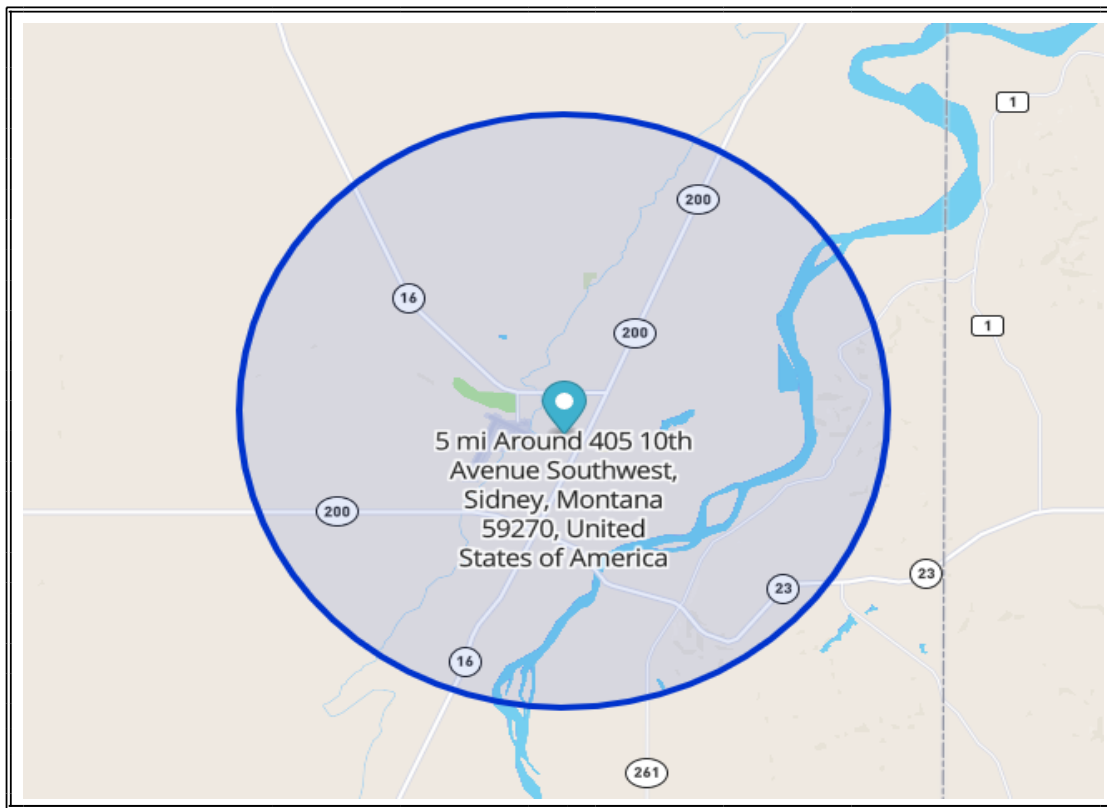 1
200
16
1
200
5 mi Around 405 10th
Avenue Southwest,
Sidney, Montana
59270, United
States of America
200
23
23
16
261